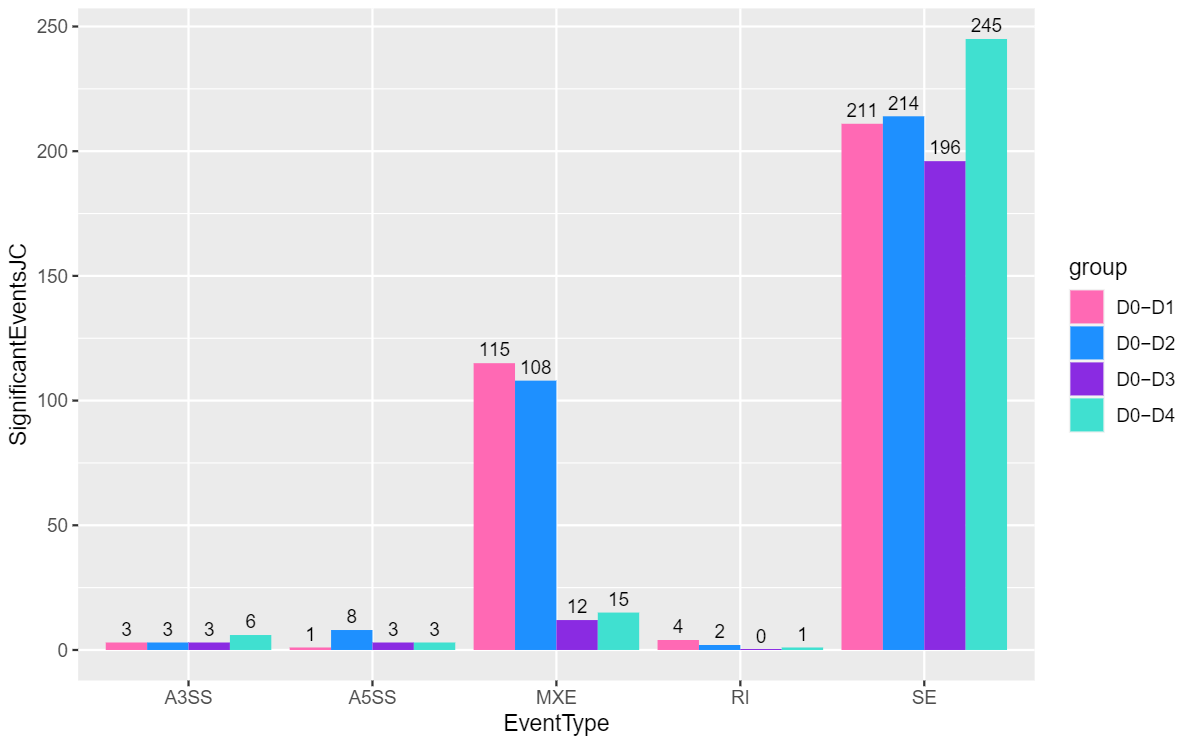 250
200
150
100
50
0
SignificantEventsJC
3 3 3 6
1 8 3 3
115 108 12 15
4 2 0 1
211 214 196 245
A3SS A5SS MXE RI SE
EventType
group
D0−D1
D0−D2
D0−D3
D0−D4